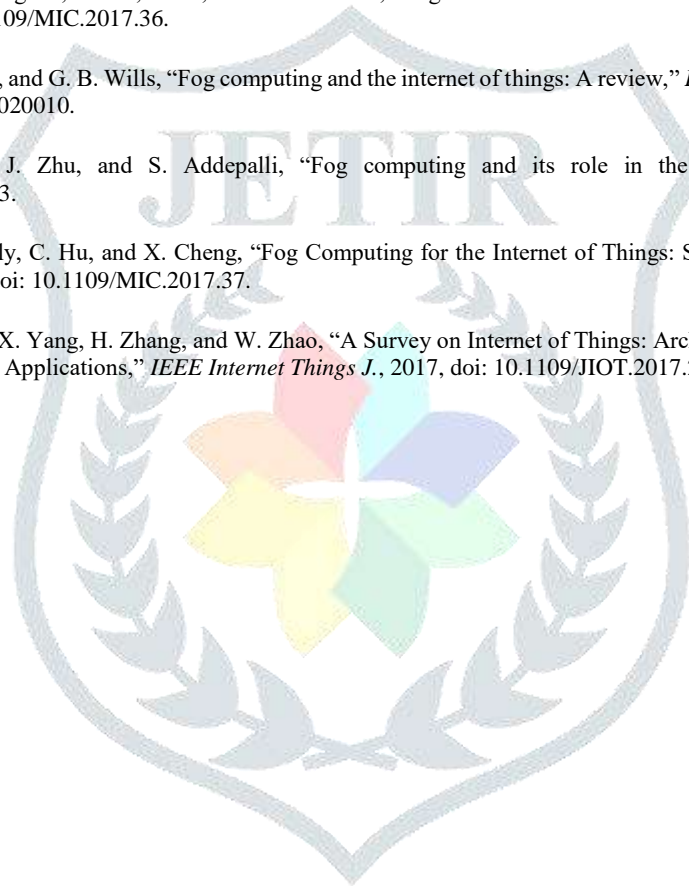 109/MIC.2017.36.
, and G. B. Wills, “Fog computing and the internet of things: A review,”
020010.
J. Zhu, and S. Addepalli, “Fog computing and its role in the
3.
JETIR
ly, C. Hu, and X. Cheng, “Fog Computing for the Internet of Things: S
oi: 10.1109/MIC.2017.37.
X. Yang, H. Zhang, and W. Zhao, “A Survey on Internet of Things: Arc
Applications,” IEEE Internet Things J., 2017, doi: 10.1109/JIOT.2017.